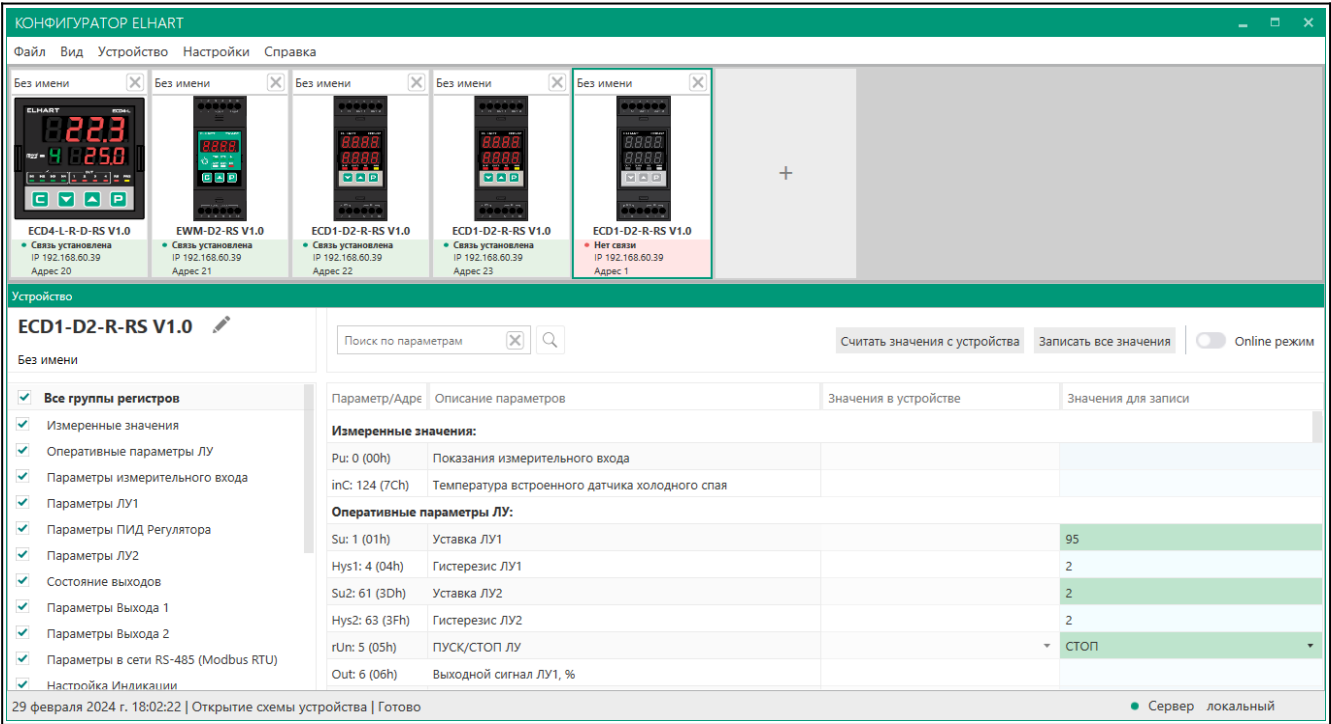 КОНФИГУРАТОР ELHART
Файл Вид Устройство Настройки Справка
Без имени Без имени Без имени Без имени Без имени
ELHART ECD4-L
22.3
4 25.0
C P
ECD4-L-R-D-RS V1.0 EWM-D2-RS V1.0 ECD1-D2-R-RS V1.0 ECD1-D2-R-RS V1.0 ECD1-D2-R-RS V1.0
Связь установлена Связь установлена Связь установлена Связь установлена Нет связи
IP 192.168.60.39 IP 192.168.60.39 IP 192.168.60.39 IP 192.168.60.39 IP 192.168.60.39
Адрес 20 Адрес 21 Адрес 22 Адрес 23 Адрес 1
+
Устройство
ECD1-D2-R-RS V1.0
Без имени
Поиск по параметрам
Считать значения с устройства Записать все значения Online режим
Все группы регистров
Измеренные значения
Оперативные параметры ЛУ
Параметры измерительного входа
Параметры ЛУ1
Параметры ПИД Регулятора
Параметры ЛУ2
Состояние выходов
Параметры Выхода 1
Параметры Выхода 2
Параметры в сети RS-485 (Modbus RTU)
Настройка Индикации
Параметр/Адре Описание параметров Значения в устройстве Значения для записи
Измеренные значения:
Pu: 0 (00h) Показания измерительного входа
inC: 124 (7Ch) Температура встроенного датчика холодного спая
Оперативные параметры ЛУ:
Su: 1 (01h) Уставка ЛУ1 95
Hys1: 4 (04h) Гистерезис ЛУ1 2
Su2: 61 (3Dh) Уставка ЛУ2 2
Hys2: 63 (3Fh) Гистерезис ЛУ2 2
rUn: 5 (05h) ПУСК/СТОП ЛУ СТОП
Out: 6 (06h) Выходной сигнал ЛУ1, %
29 февраля 2024 г. 18:02:22 | Открытие схемы устройства | Готово
Сервер локальный